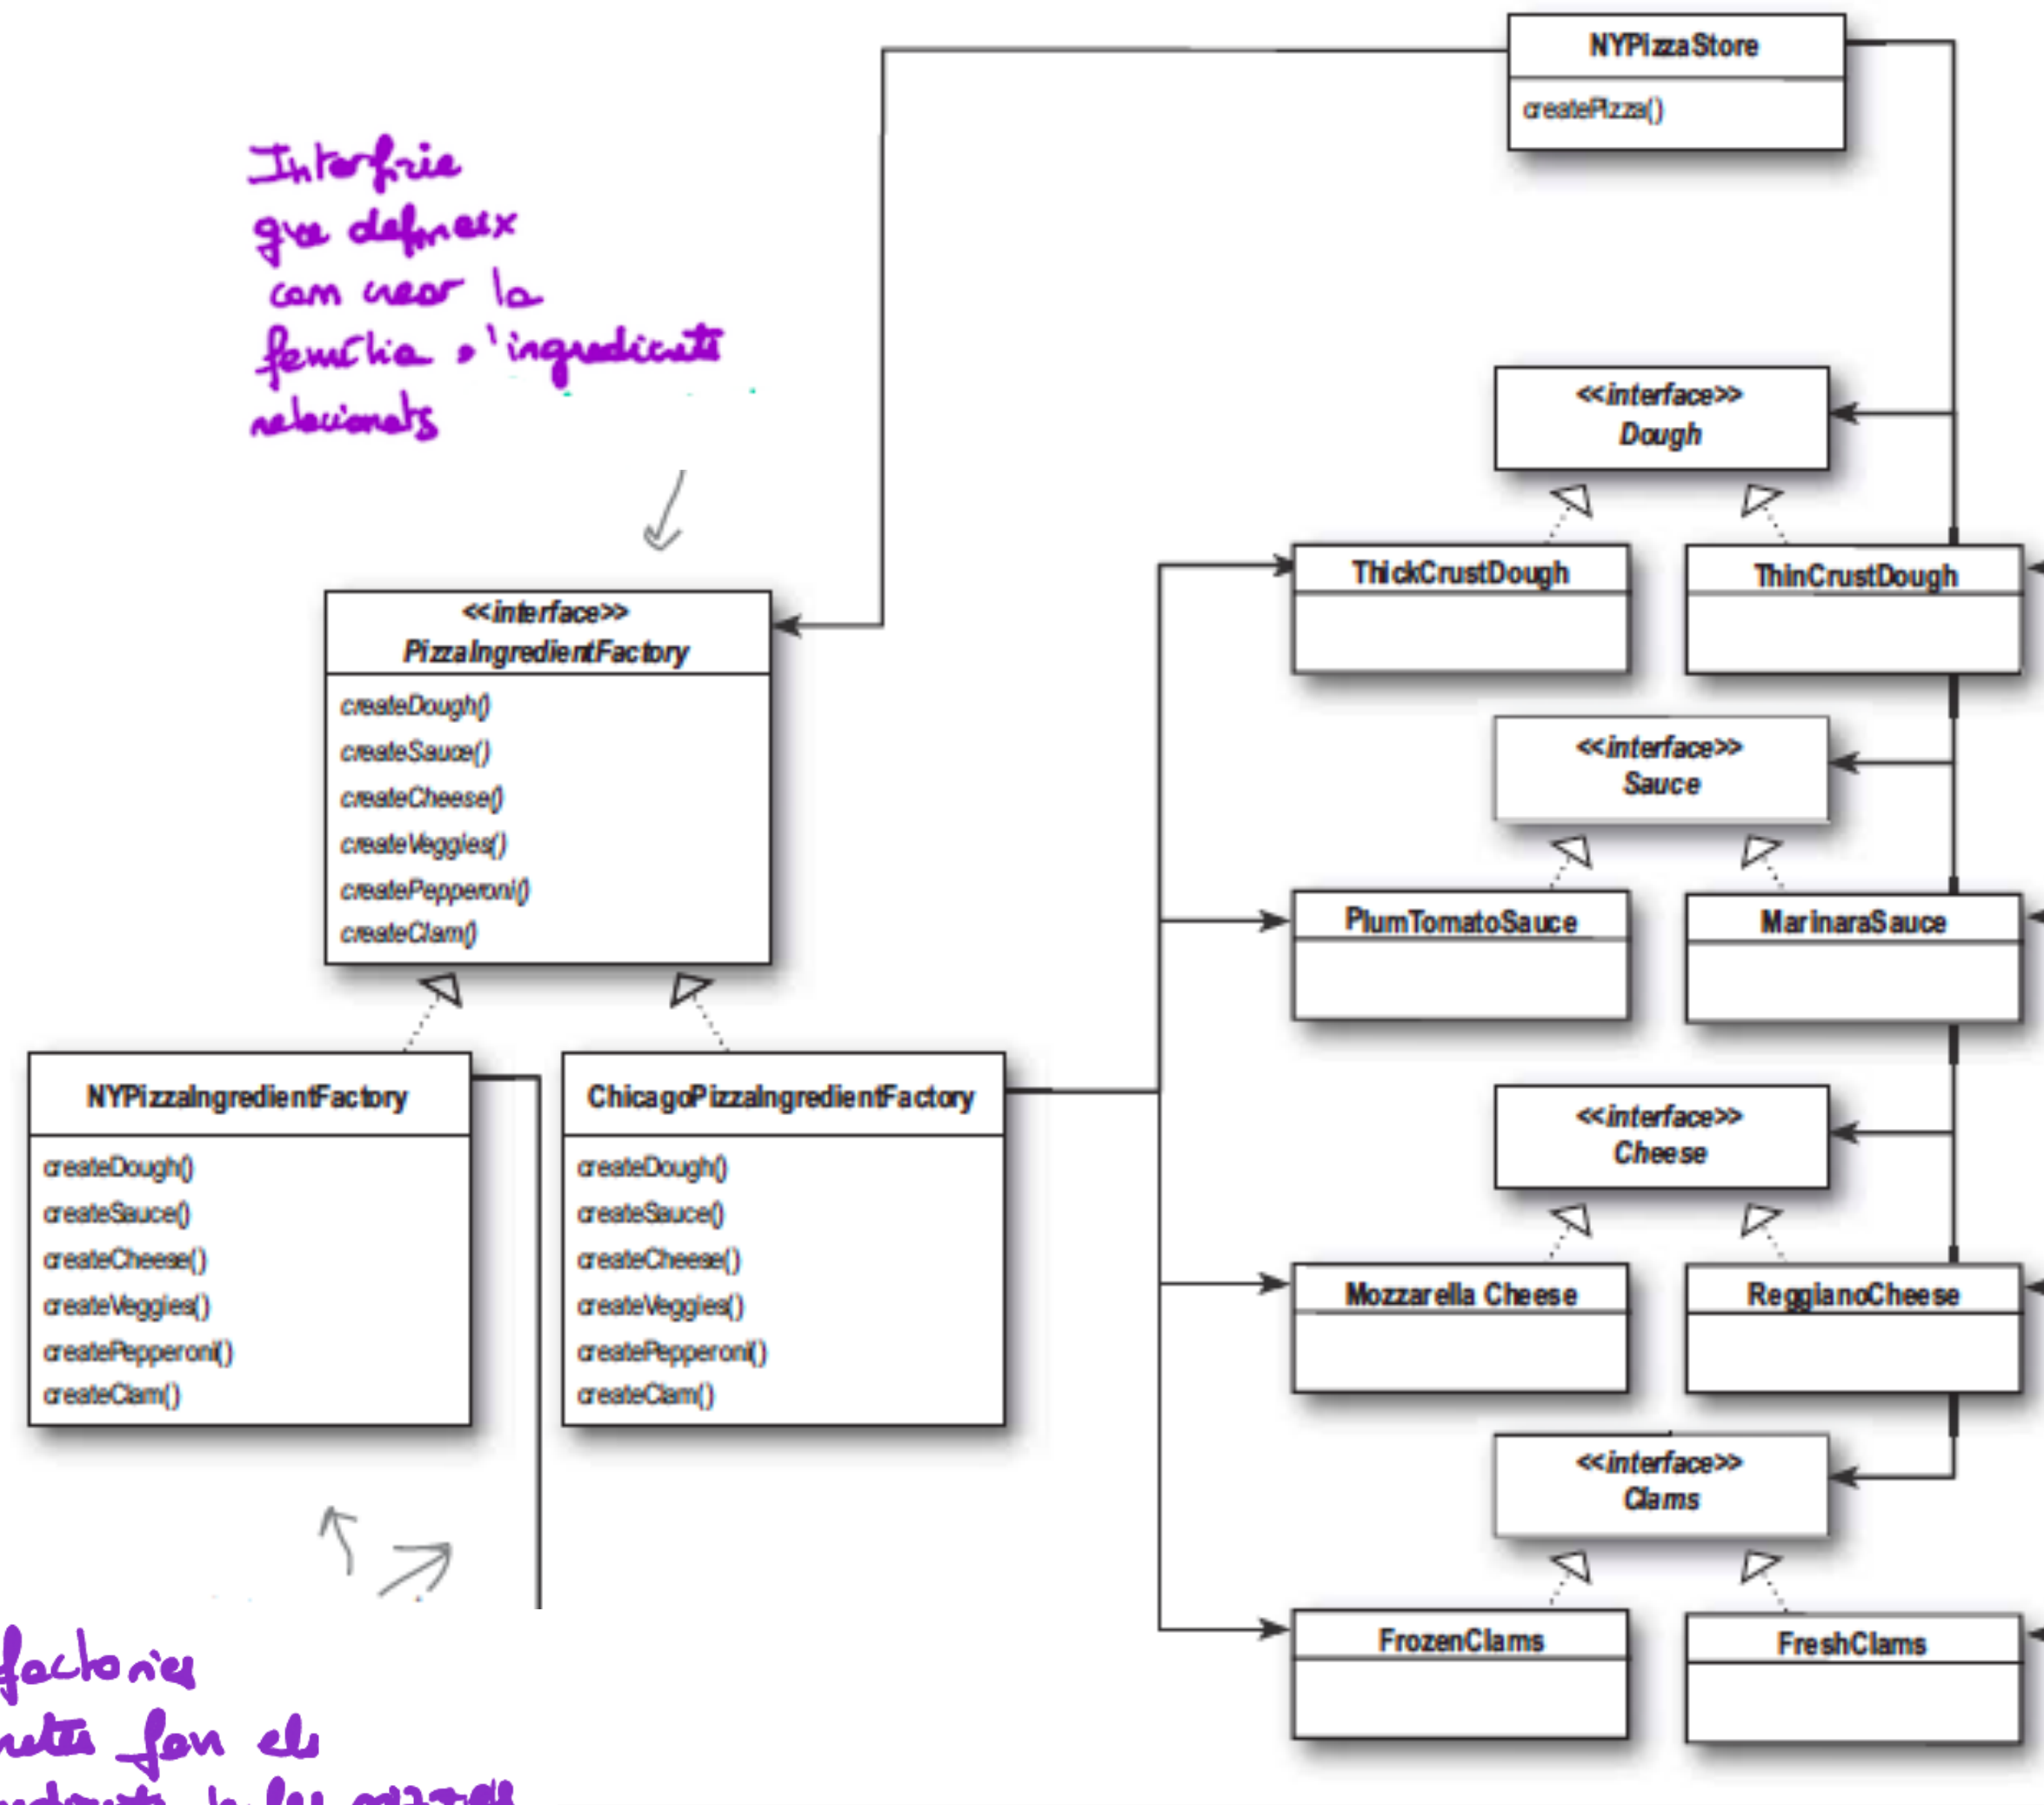 NYPizzaStore
createPizza()
Interfície
que defineix
com crear la
família d'ingredients
relacionats
<<interface>>
Dough
ThickCrustDough
ThinCrustDough
<<interface>>
PizzaIngredientFactory
createDough()
createSauce()
createCheese()
createVeggies()
createPepperoni()
createClam()
<<interface>>
Sauce
PlumTomatoSauce
MarinaraSauce
NYPizzaIngredientFactory
createDough()
createSauce()
createCheese()
createVeggies()
createPepperoni()
createClam()
ChicagoPizzaIngredientFactory
createDough()
createSauce()
createCheese()
createVeggies()
createPepperoni()
createClam()
<<interface>>
Cheese
Mozzarella Cheese
ReggianoCheese
<<interface>>
Clams
FrozenClams
FreshClams
factories
fan els
les pizzes